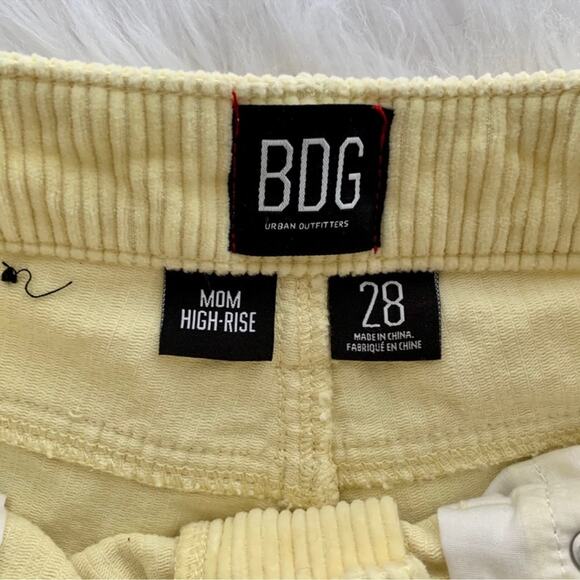 BDG
URBAN OUTFITTERS
MOM
HIGH-RISE
28
MADE IN CHINA.
FABRIQUÉ EN CHINE